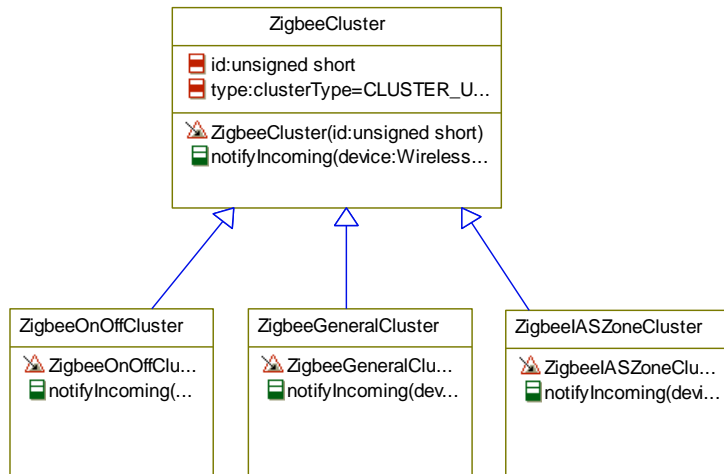 ZigbeeCluster
id:unsigned short
type:clusterType=CLUSTER_U...
ZigbeeCluster(id:unsigned short)
notifyIncoming(device:Wireless...
ZigbeeOnOffCluster
ZigbeeOnOffClu...
notifyIncoming(...
ZigbeeGeneralCluster
ZigbeeGeneralClu...
notifyIncoming(dev...
ZigbeeIASZoneCluster
ZigbeeIASZoneClu...
notifyIncoming(devi...